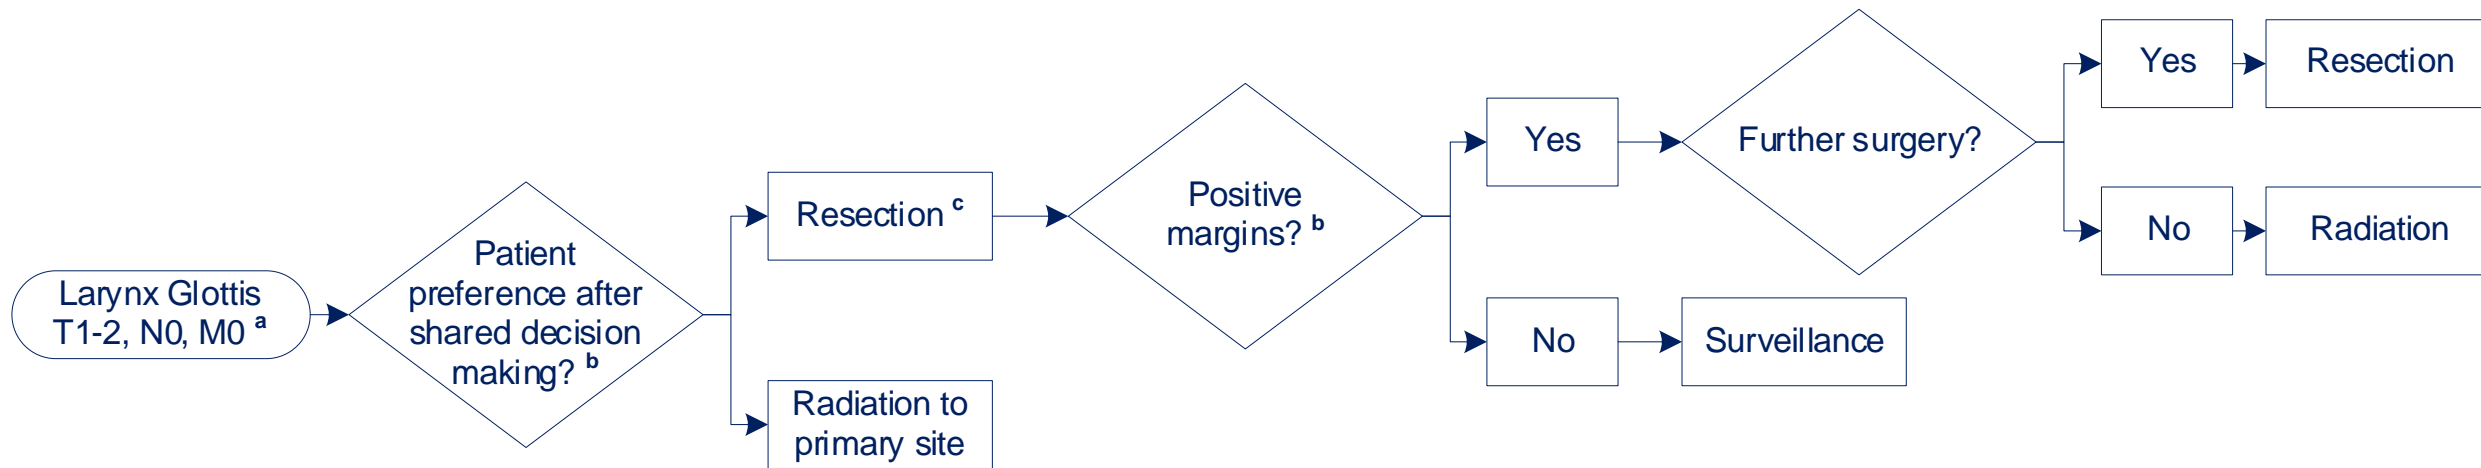 Larynx Glottis
T1-2, N0, M0 a
Patient
preference after
shared decision
making? b
Resection c
Radiation to
primary site
Positive
margins? b
Yes
No
Surveillance
Further surgery?
Yes
Resection
No
Radiation